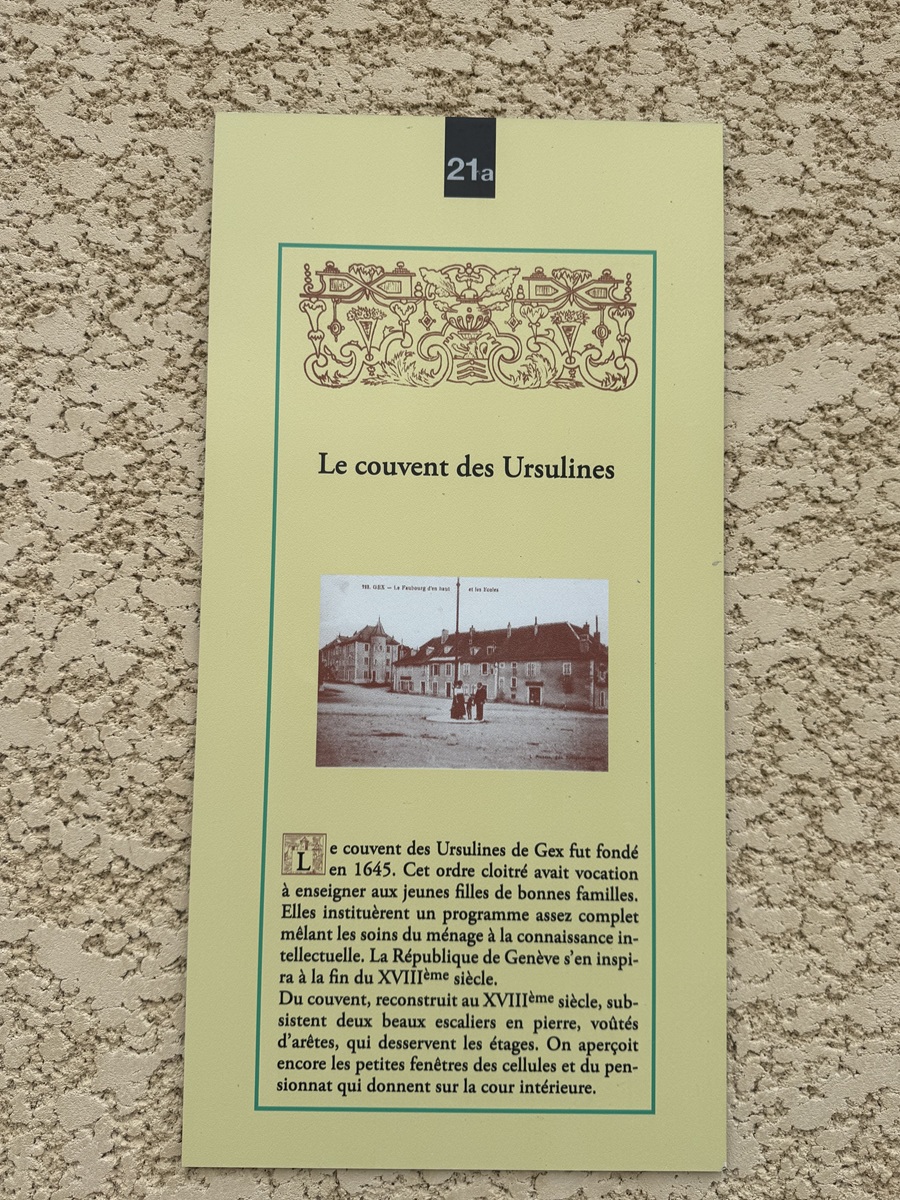 21a
Le couvent des Ursulines
GEX — Le Faubourg d'en haut et les Ecoles
Le couvent des Ursulines de Gex fut fondé
en 1645. Cet ordre cloitré avait vocation
à enseigner aux jeunes filles de bonnes familles.
Elles instituèrent un programme assez complet
mêlant les soins du ménage à la connaissance in-
tellectuelle. La République de Genève s'en inspi-
ra à la fin du XVIIIème siècle.
Du couvent, reconstruit au XVIIIème siècle, sub-
sistent deux beaux escaliers en pierre, voûtés
d'arêtes, qui desservent les étages. On aperçoit
encore les petites fenêtres des cellules et du pen-
sionnat qui donnent sur la cour intérieure.